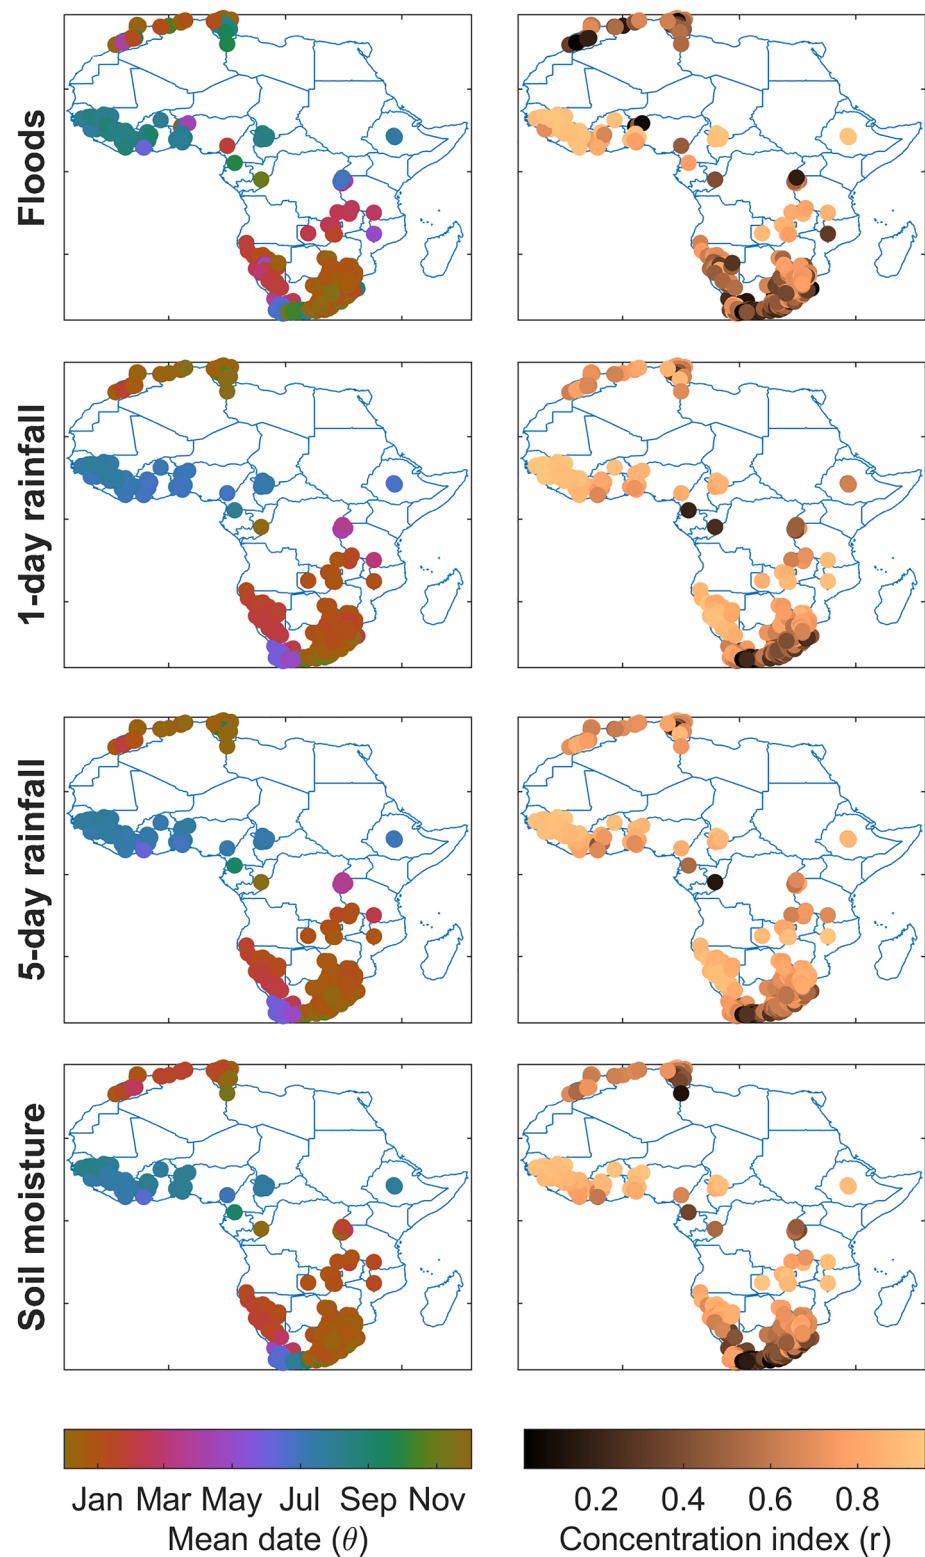 Floods
1-day rainfall
5-day rainfall
Soil moisture
Jan Mar May Jul Sep Nov
Mean date (θ)
0.2 0.4 0.6 0.8
Concentration index (r)